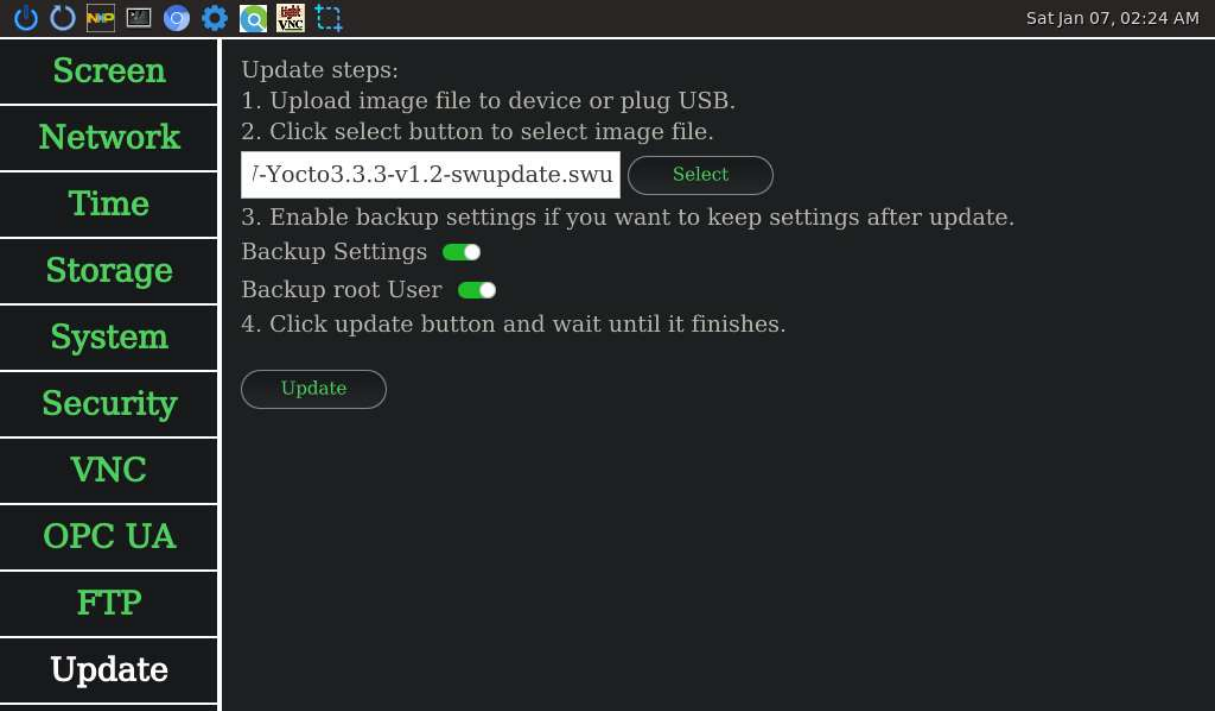 NXP
tight
VNC
Sat Jan 07, 02:24 AM
Screen
Network
Time
Storage
System
Security
VNC
OPC UA
FTP
Update
Update steps:
1. Upload image file to device or plug USB.
2. Click select button to select image file.
-Yocto3.3.3-v1.2-swupdate.swu
Select
3. Enable backup settings if you want to keep settings after update.
Backup Settings
Backup root User
4. Click update button and wait until it finishes.
Update